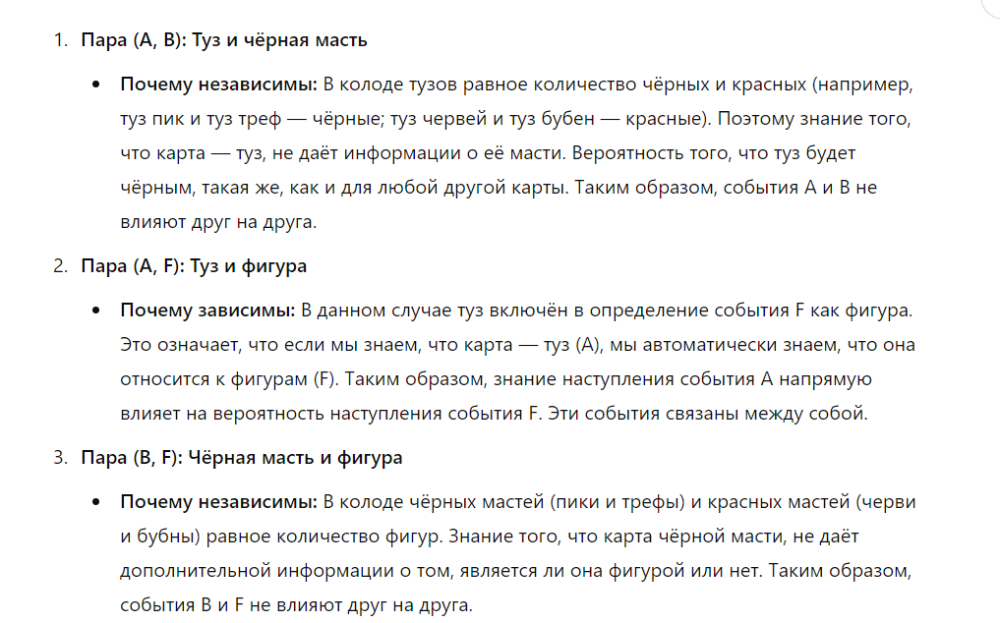 1. Пара (A, B): Туз и чёрная масть
• Почему независимы: В колоде тузов равное количество чёрных и красных (например,
туз пик и туз треф — чёрные; туз червей и туз бубен — красные). Поэтому знание того,
что карта — туз, не даёт информации о её масти. Вероятность того, что туз будет
чёрным, такая же, как и для любой другой карты. Таким образом, события A и B не
влияют друг на друга.
2. Пара (A, F): Туз и фигура
• Почему зависимы: В данном случае туз включён в определение события F как фигура.
Это означает, что если мы знаем, что карта — туз (A), мы автоматически знаем, что она
относится к фигурам (F). Таким образом, знание наступления события A напрямую
влияет на вероятность наступления события F. Эти события связаны между собой.
3. Пара (B, F): Чёрная масть и фигура
• Почему независимы: В колоде чёрных мастей (пики и трефы) и красных мастей (черви
и бубны) равное количество фигур. Знание того, что карта чёрной масти, не даёт
дополнительной информации о том, является ли она фигурой или нет. Таким образом,
события B и F не влияют друг на друга.